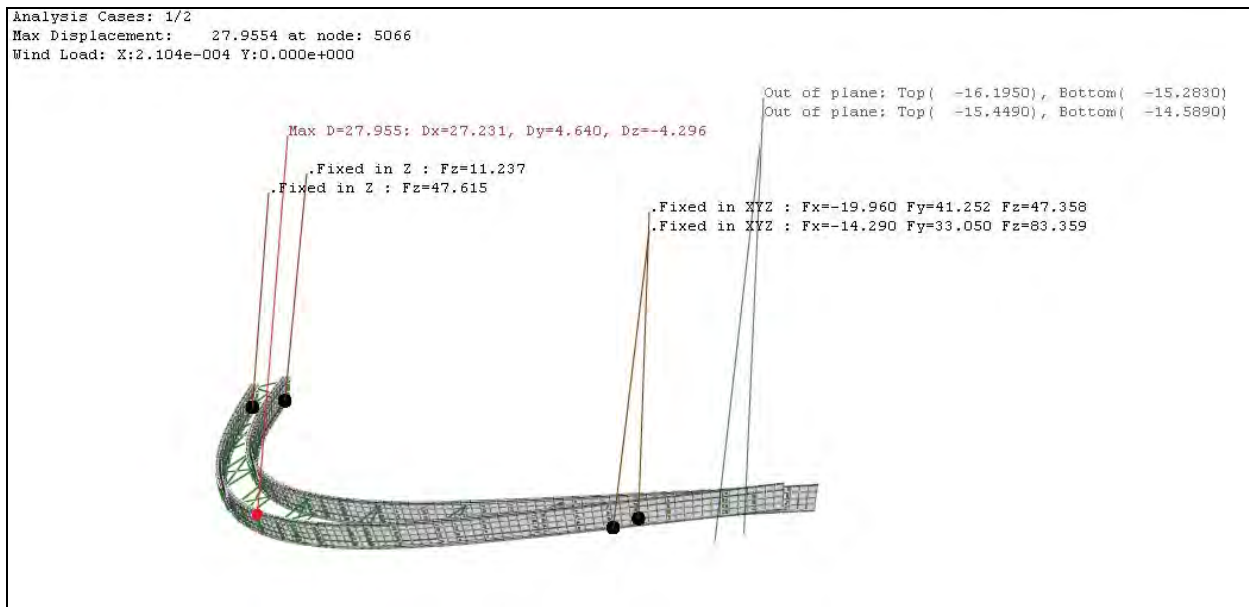 Analysis Cases: 1/2
Max Displacement: 27.9554 at node: 5066
Wind Load: X:2.104e-004 Y:0.000e+000
Out of plane: Top( -16.1950), Bottom( -15.2830)
Out of plane: Top( -15.4490), Bottom( -14.5890)
Max D=27.955: Dx=27.231, Dy=4.640, Dz=-4.296
.Fixed in Z : Fz=11.237
.Fixed in Z : Fz=47.615
.Fixed in XYZ : Fx=-19.960 Fy=41.252 Fz=47.358
.Fixed in XYZ : Fx=-14.290 Fy=33.050 Fz=83.359